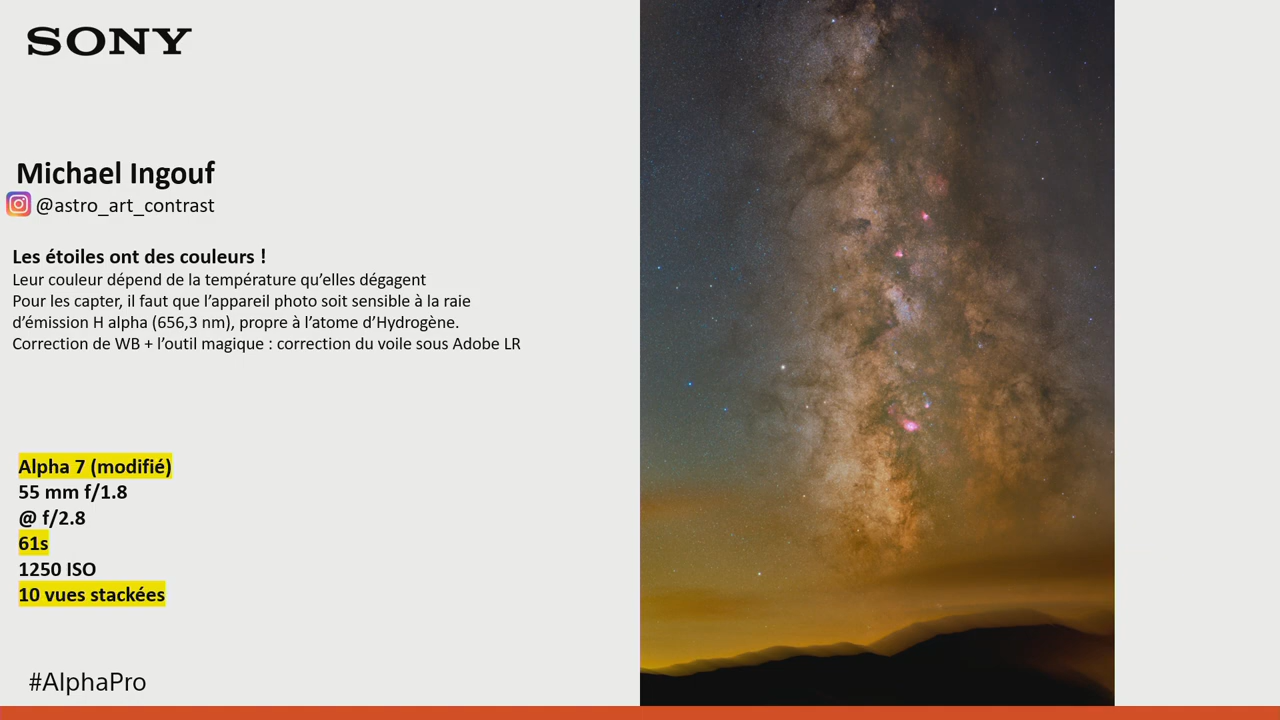 SONY
Michael Ingouf
@astro_art_contrast
Les étoiles ont des couleurs !
Leur couleur dépend de la température qu’elles dégagent
Pour les capter, il faut que l’appareil photo soit sensible à la raie
d’émission H alpha (656,3 nm), propre à l’atome d’Hydrogène.
Correction de WB + l’outil magique : correction du voile sous Adobe LR
Alpha 7 (modifié)
55 mm f/1.8
@ f/2.8
61s
1250 ISO
10 vues stackées
#AlphaPro